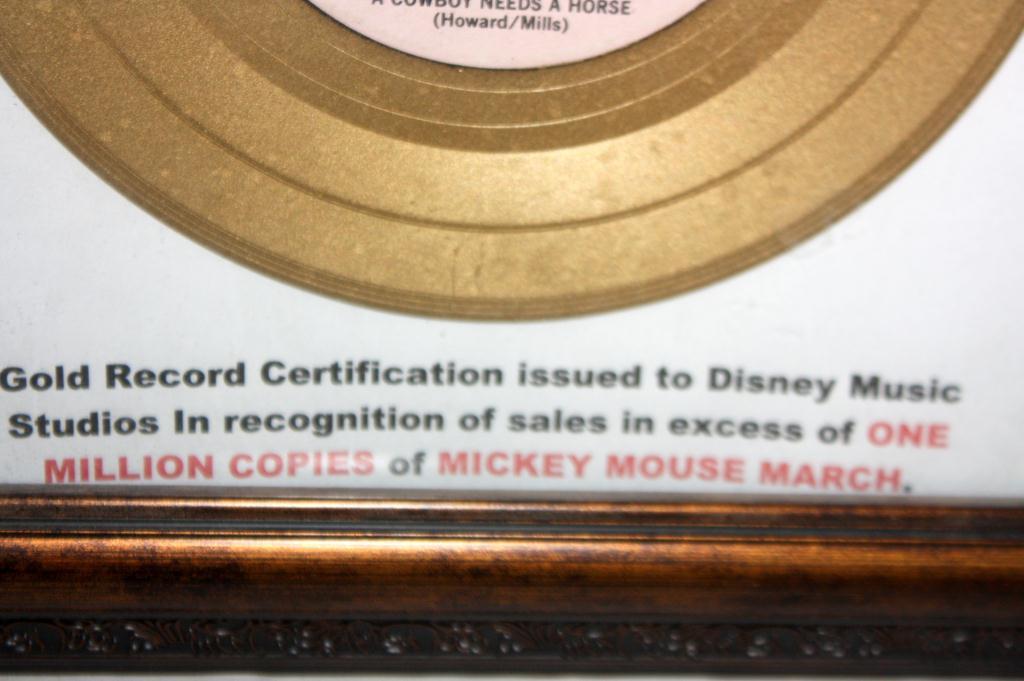 A COWBOY NEEDS A HORSE
(Howard/Mills)
Gold Record Certification issued to Disney Music
Studios In recognition of sales in excess of ONE
MILLION COPIES of MICKEY MOUSE MARCH.